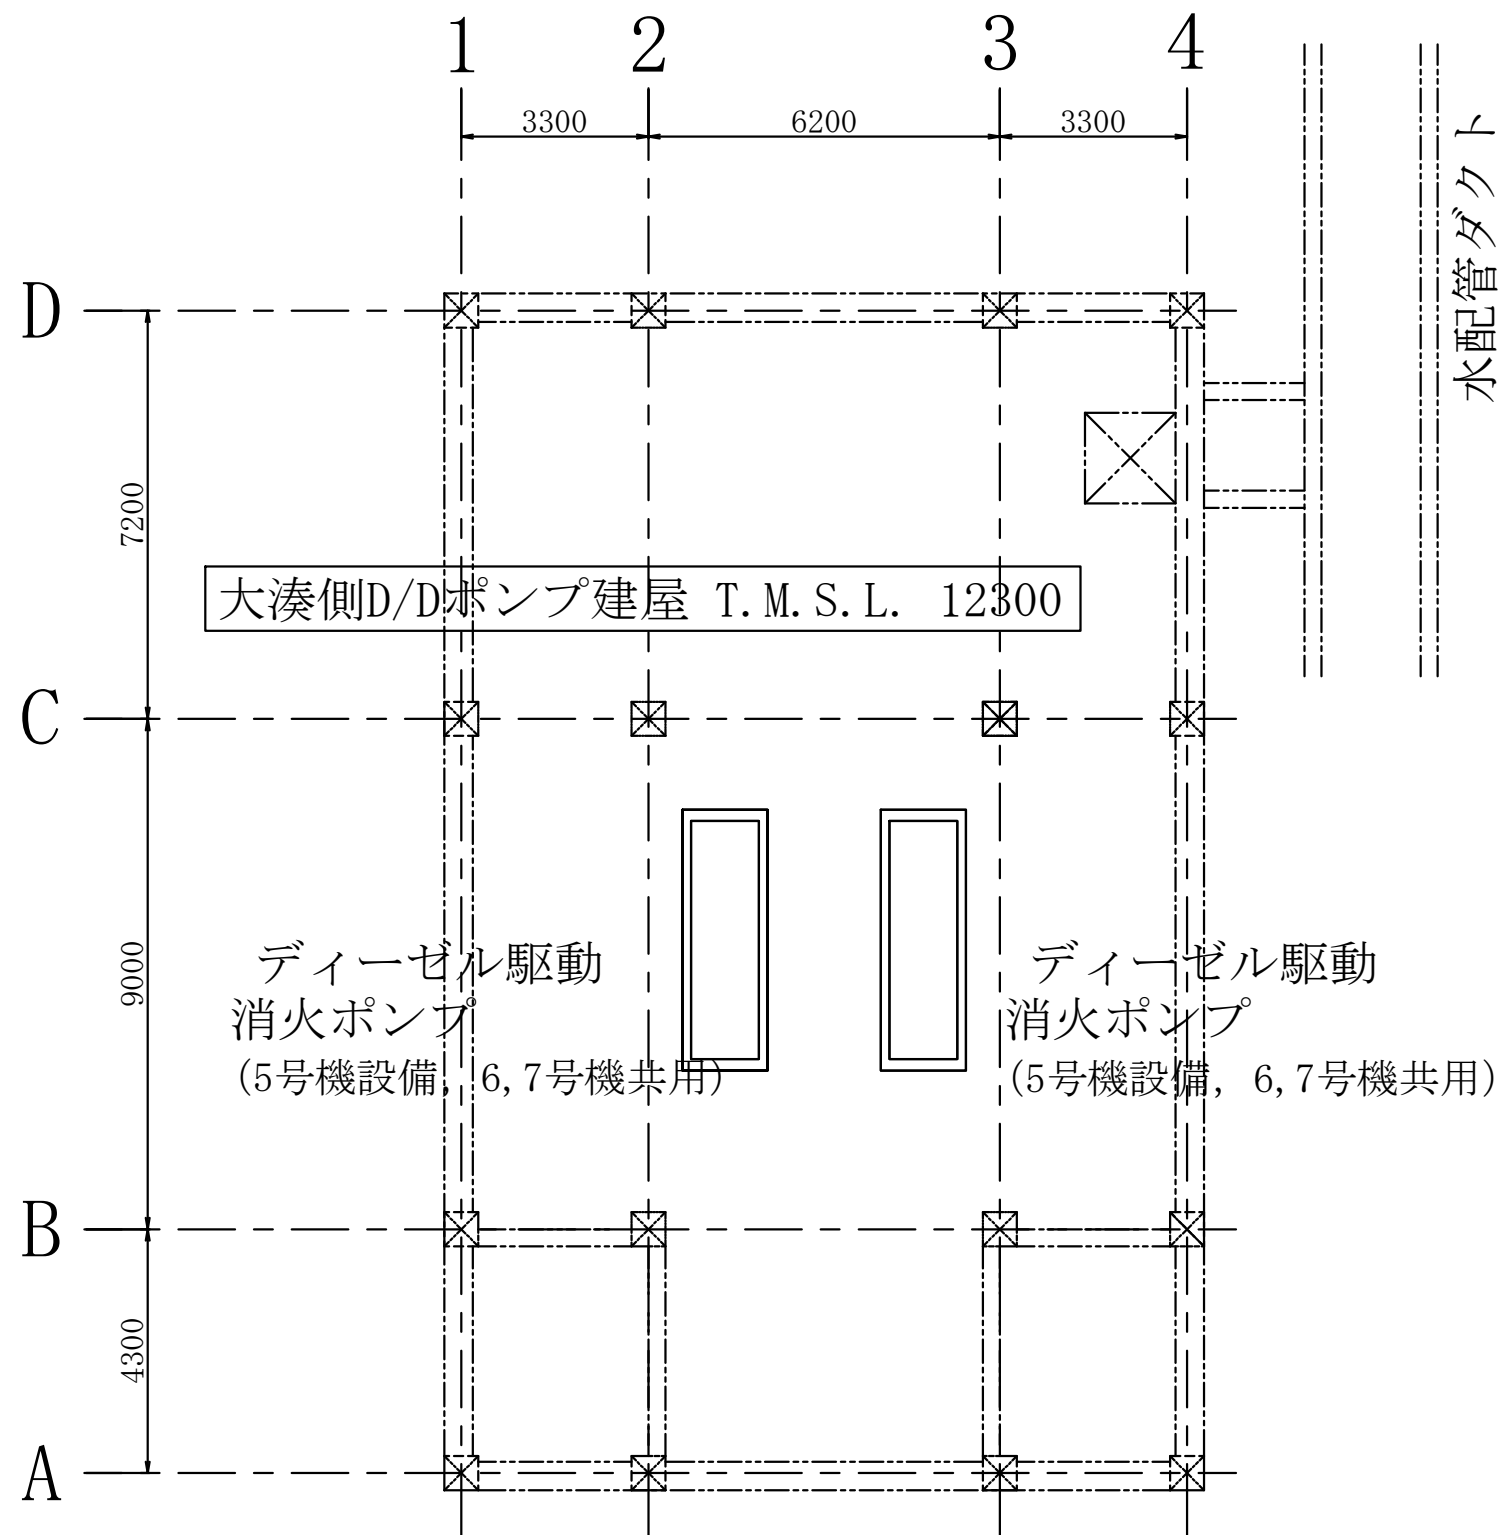 1 2 3 4
3300 6200 3300
水配管ダクト
D
7200
大湊側D/Dポンプ建屋 T.M.S.L. 12300
C
9000
ディーゼル駆動
消火ポンプ
(5号機設備, 6,7号機共用)
ディーゼル駆動
消火ポンプ
(5号機設備, 6,7号機共用)
B
4300
A